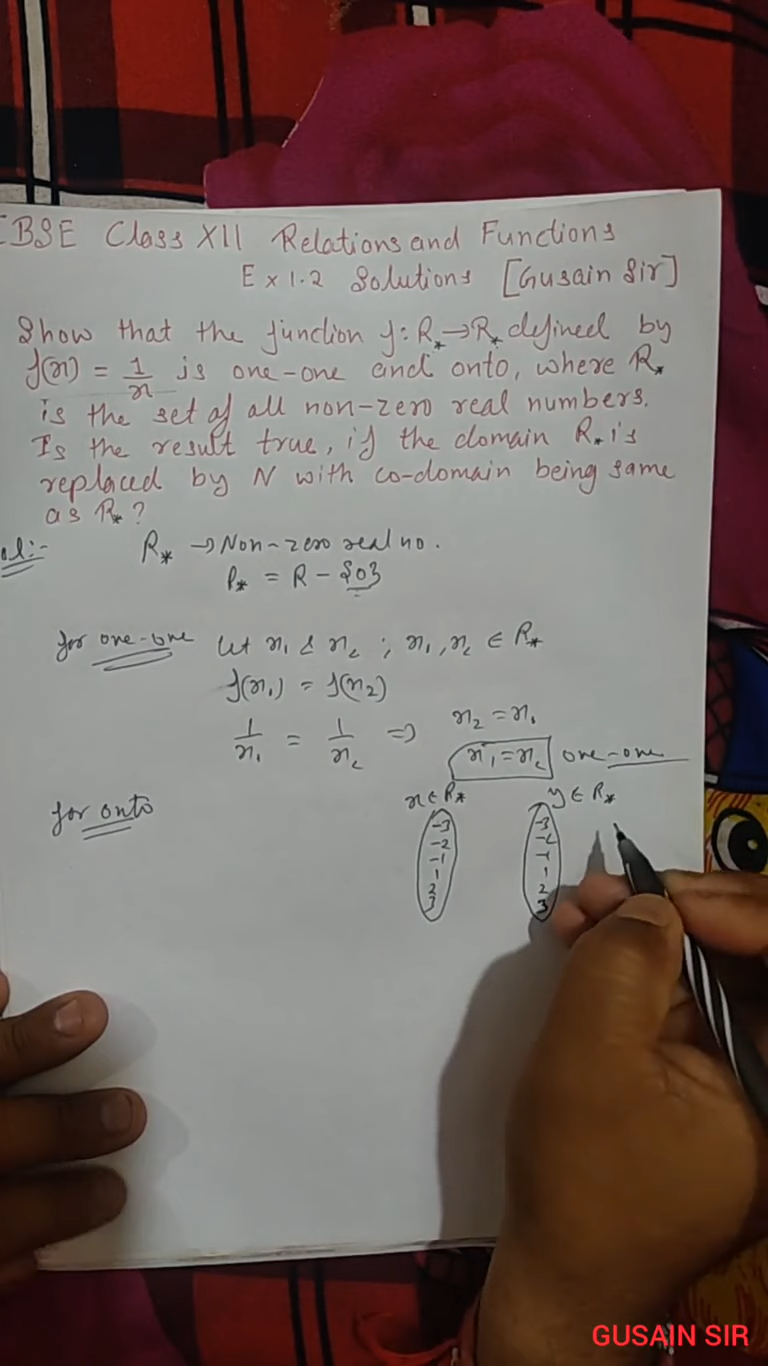 CBSE Class XII Relations and Functions
Ex 1.2 Solutions [Gusain Sir]
Show that the function f: R* → R* defined by
f(x) = 1/x is one-one and onto, where R*
is the set of all non-zero real numbers.
Is the result true, if the domain R* is
replaced by N with co-domain being same
as R* ?
ol:- R* → Non-zero real no.
R* = R - {0}
for one-one Let x₁ & x₂ ; x₁, x₂ ∈ R*
f(x₁) = f(x₂)
1/x₁ = 1/x₂ ⇒ x₂ = x₁
x₁ = x₂ one-one
for onto x ∈ R* y ∈ R*
-3 -3
-2 -2
-1 -1
1 1
2 2
3 3
GUSAIN SIR